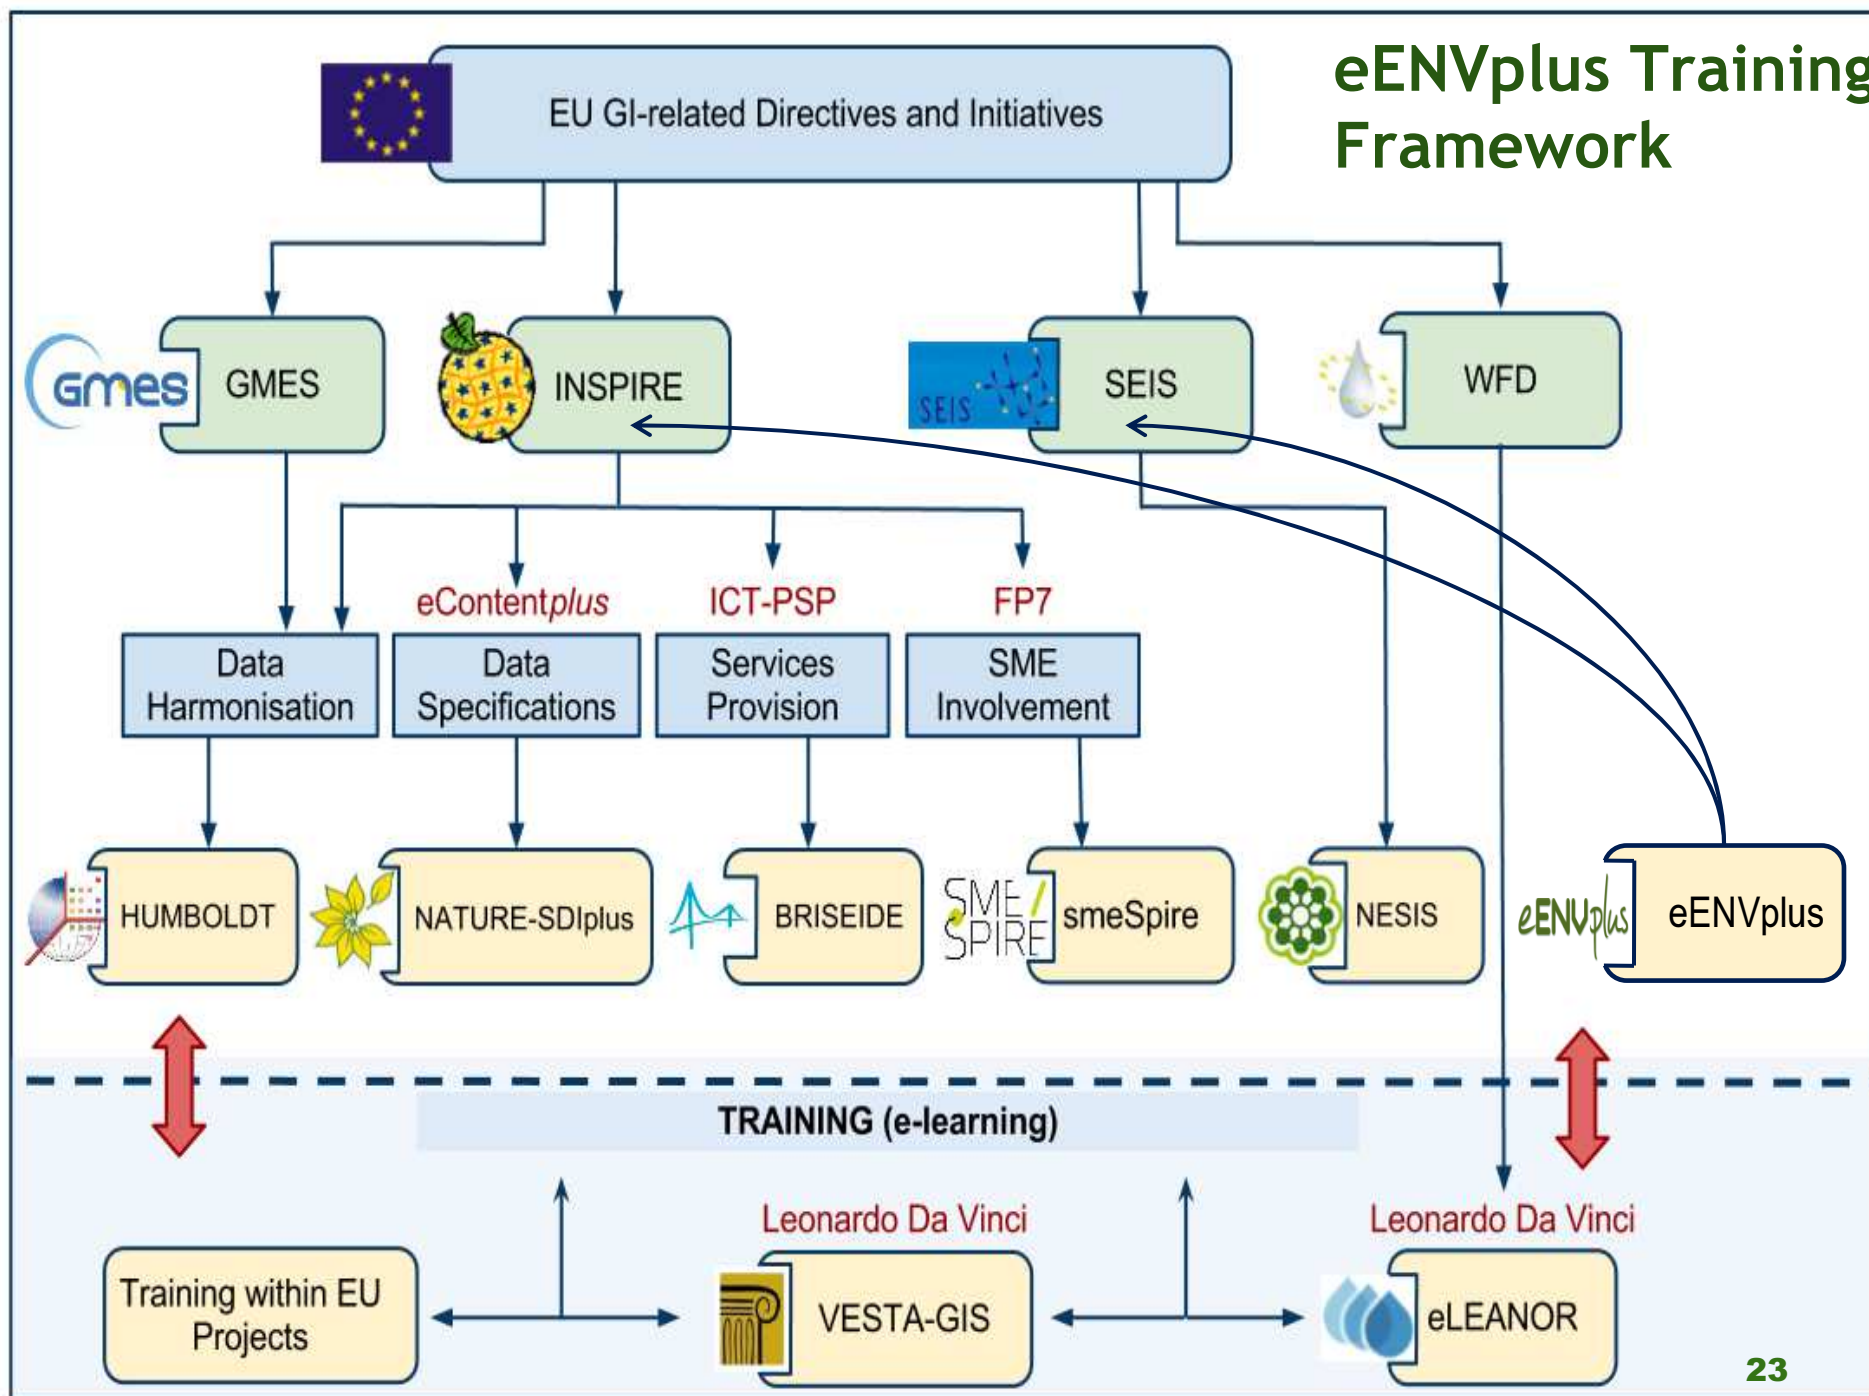 eENVplus Training
Framework
EU GI-related Directives and Initiatives
Gmes
GMES
INSPIRE
SEIS
SEIS
WFD
eContentplus
ICT-PSP
FP7
Data
Harmonisation
Data
Specifications
Services
Provision
SME
Involvement
HUMBOLDT
NATURE-SDIplus
BRISEIDE
SME/
SPIRE
smeSpire
NESIS
eENVplus
eENVplus
TRAINING (e-learning)
Leonardo Da Vinci
Leonardo Da Vinci
Training within EU
Projects
VESTA-GIS
eLEANOR
23